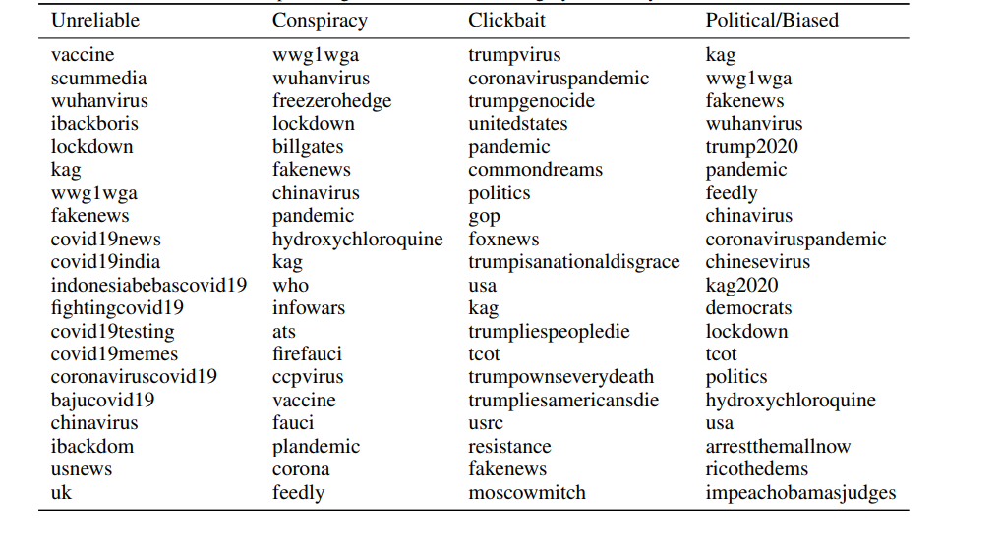 Unreliable Conspiracy Clickbait Political/Biased
vaccine wwg1wga trumpvirus kag
scummedia wuhanvirus coronaviruspandemic wwg1wga
wuhanvirus freezerohedge trumpgenocide fakenews
ibackboris lockdown unitedstates wuhanvirus
lockdown billgates pandemic trump2020
kag fakenews commondreams pandemic
wwg1wga chinavirus politics feedly
fakenews pandemic gop chinavirus
covid19news hydroxychloroquine foxnews coronaviruspandemic
covid19india kag trumpisanationaldisgrace chinesevirus
indonesiabebascovid19 who usa kag2020
fightingcovid19 infowars kag democrats
covid19testing ats trumpliespeopledie lockdown
covid19memes firefauci tcot tcot
coronaviruscovid19 ccpvirus trumpownseverydeath politics
bajucovid19 vaccine trumpliesamericansdie hydroxychloroquine
chinavirus fauci usrc usa
ibackdom plandemic resistance arrestthemallnow
usnews corona fakenews ricothedems
uk feedly moscowmitch impeachobamasjudges